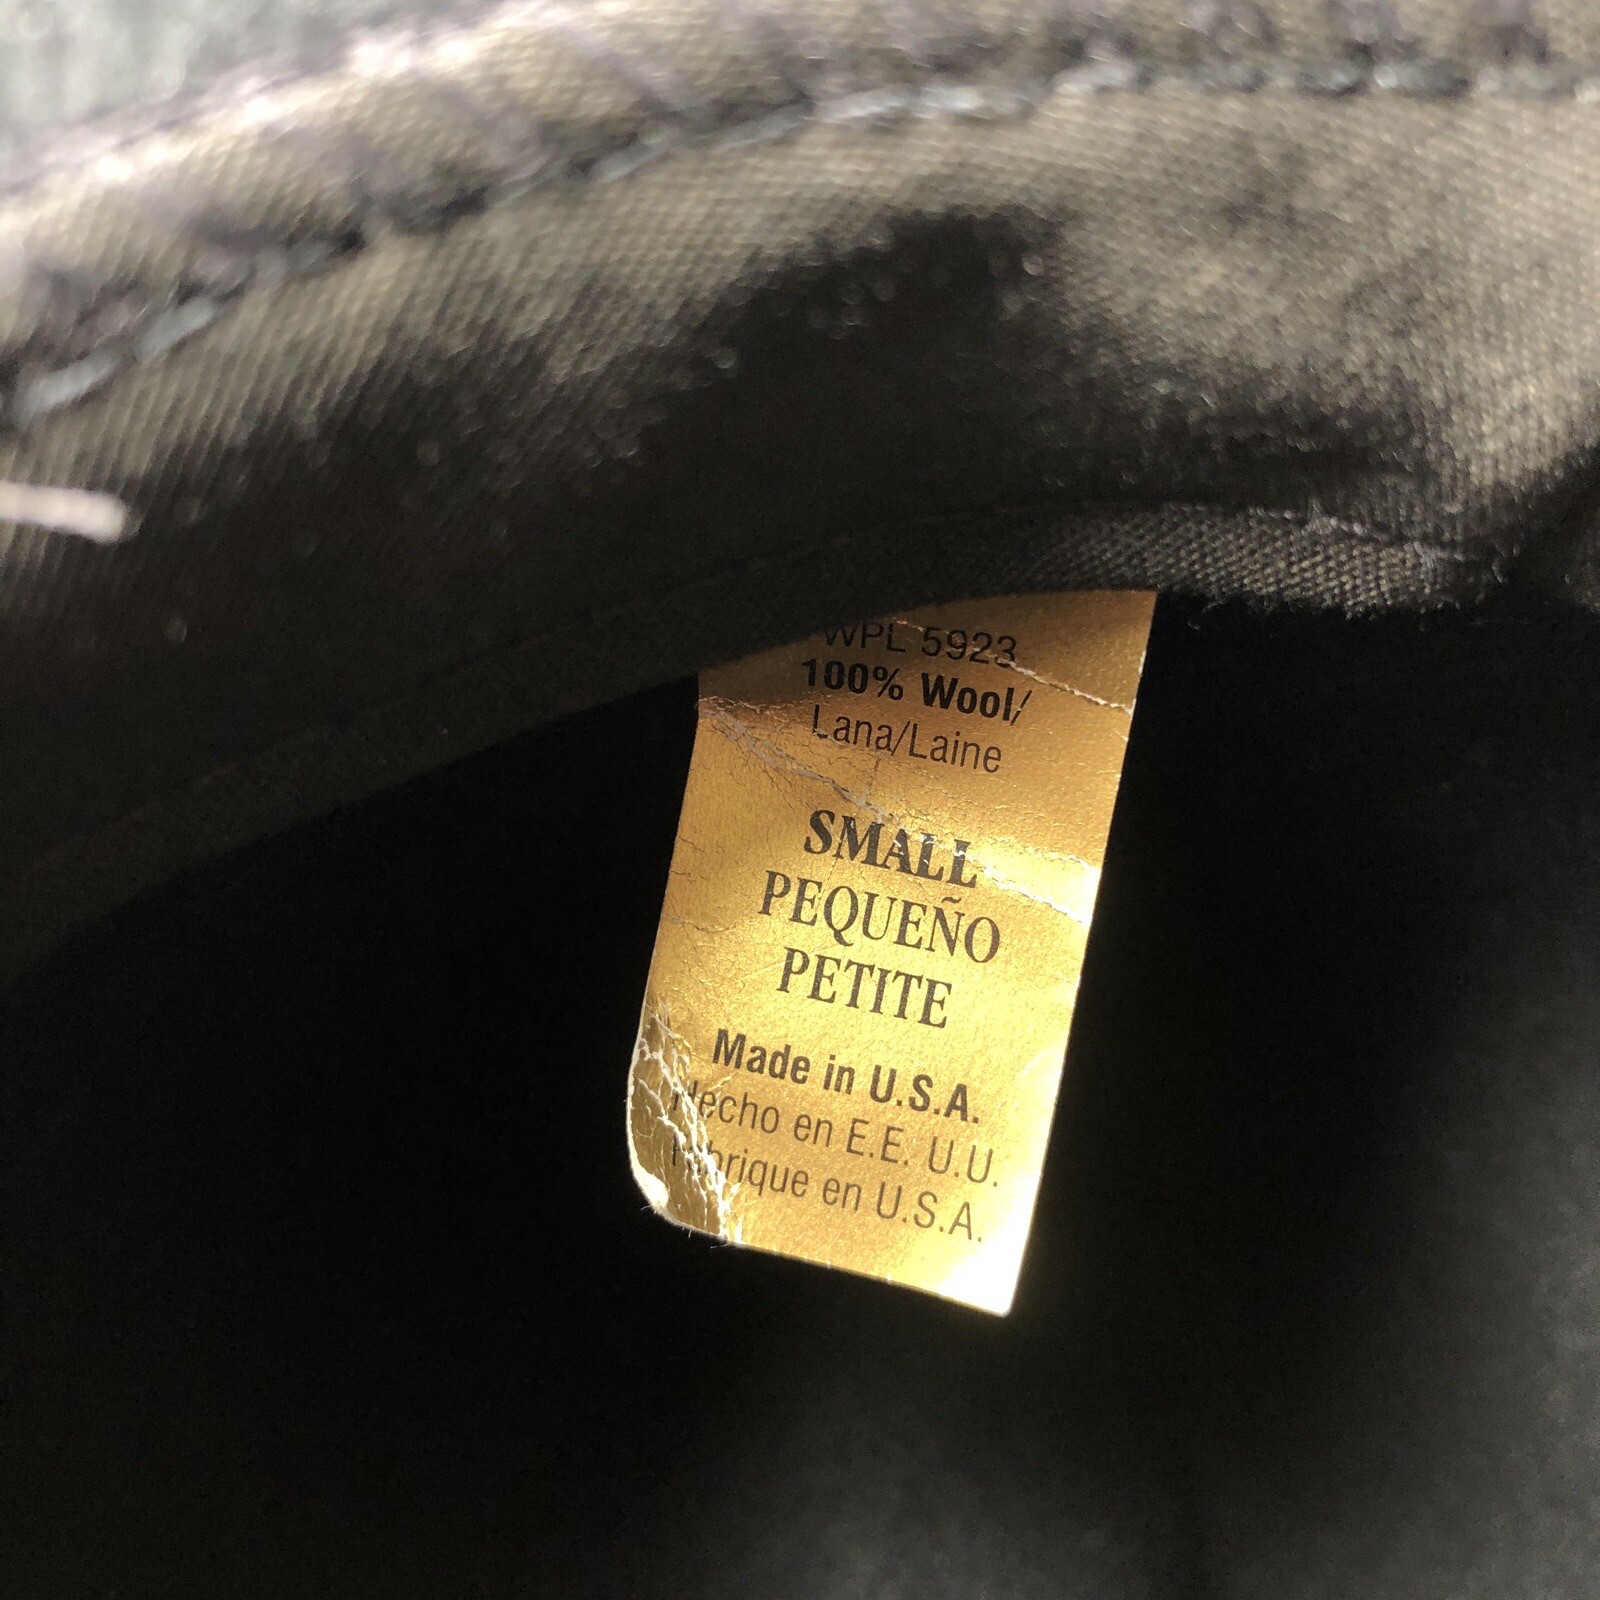 WPL 5923
100% Wool/
Lana/Laine
SMALL
PEQUEÑO
PETITE
Made in U.S.A.
Hecho en E.E. U.U.
Fabrique en U.S.A.